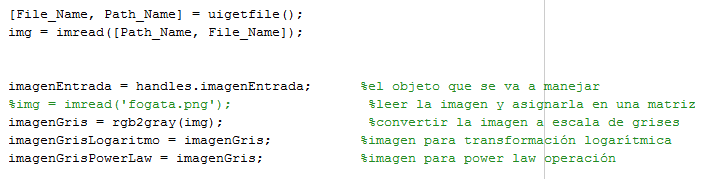 [File_Name, Path_Name] = uigetfile();
img = imread([Path_Name, File_Name]);
imagenEntrada = handles.imagenEntrada; %el objeto que se va a manejar
%img = imread('fogata.png'); %leer la imagen y asignarla en una matriz
imagenGris = rgb2gray(img); %convertir la imagen a escala de grises
imagenGrisLogaritmo = imagenGris; %imagen para transformación logarítmica
imagenGrisPowerLaw = imagenGris; %imagen para power law operación